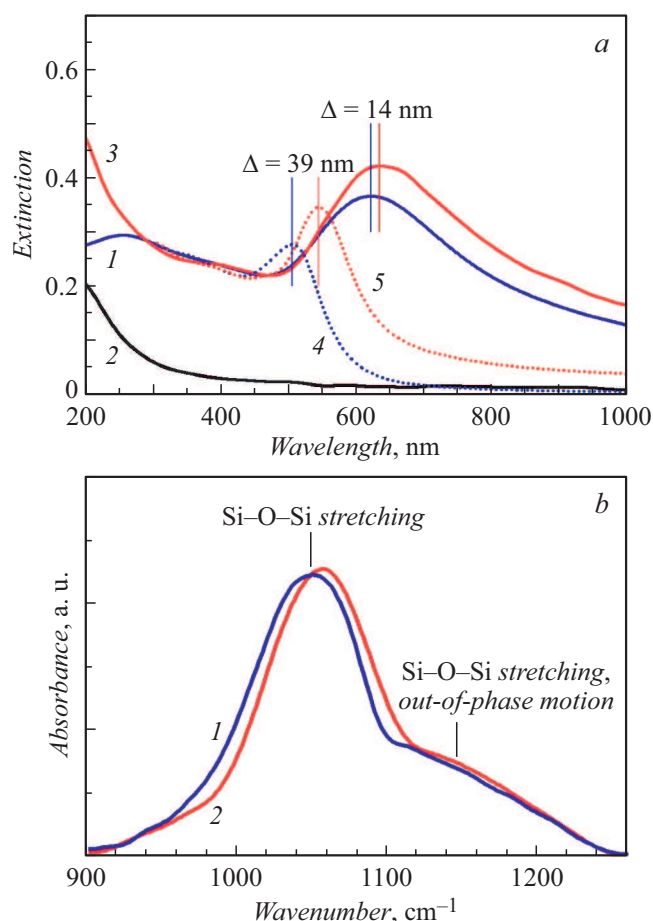 a
0.6
Δ = 14 nm
3
Δ = 39 nm
0.4
Extinction
1
5
0.2
2
4
0
200 400 600 800 1000
Wavelength, nm
b
Si–O–Si stretching
Si–O–Si stretching,
out-of-phase motion
Absorbance, a. u.
1
2
900 1000 1100 1200
Wavenumber, cm⁻¹